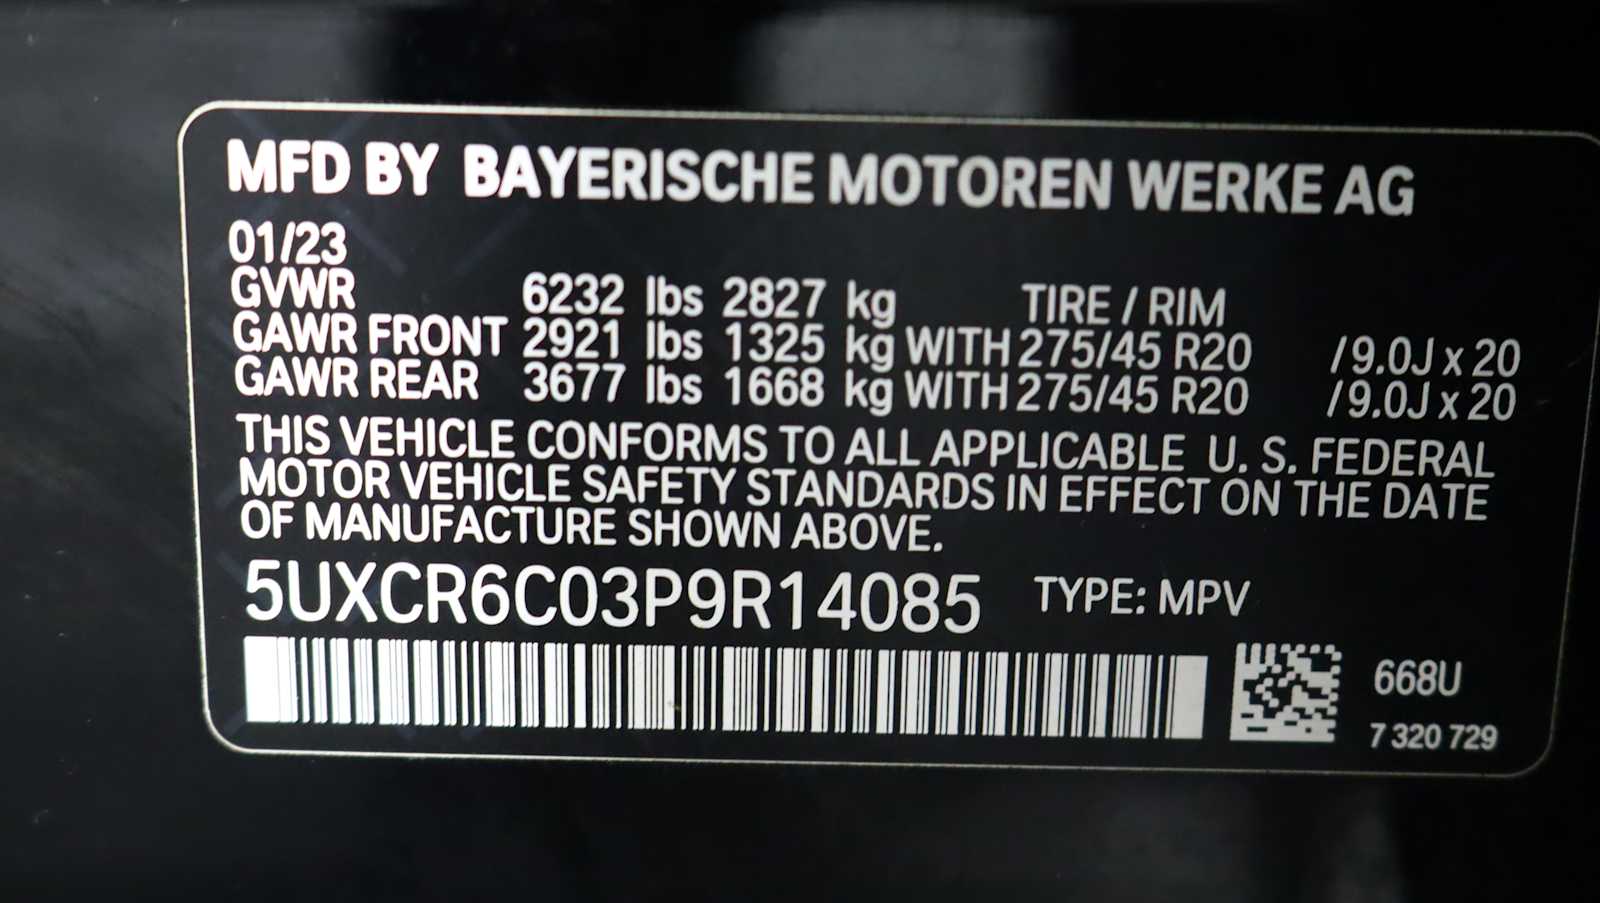 MFD BY BAYERISCHE MOTOREN WERKE AG
01/23
GVWR 6232 lbs 2827 kg TIRE / RIM
GAWR FRONT 2921 lbs 1325 kg WITH 275/45 R20 /9.0J x 20
GAWR REAR 3677 lbs 1668 kg WITH 275/45 R20 /9.0J x 20
THIS VEHICLE CONFORMS TO ALL APPLICABLE U. S. FEDERAL
MOTOR VEHICLE SAFETY STANDARDS IN EFFECT ON THE DATE
OF MANUFACTURE SHOWN ABOVE.
5UXCR6C03P9R14085 TYPE: MPV
668U
7 320 729